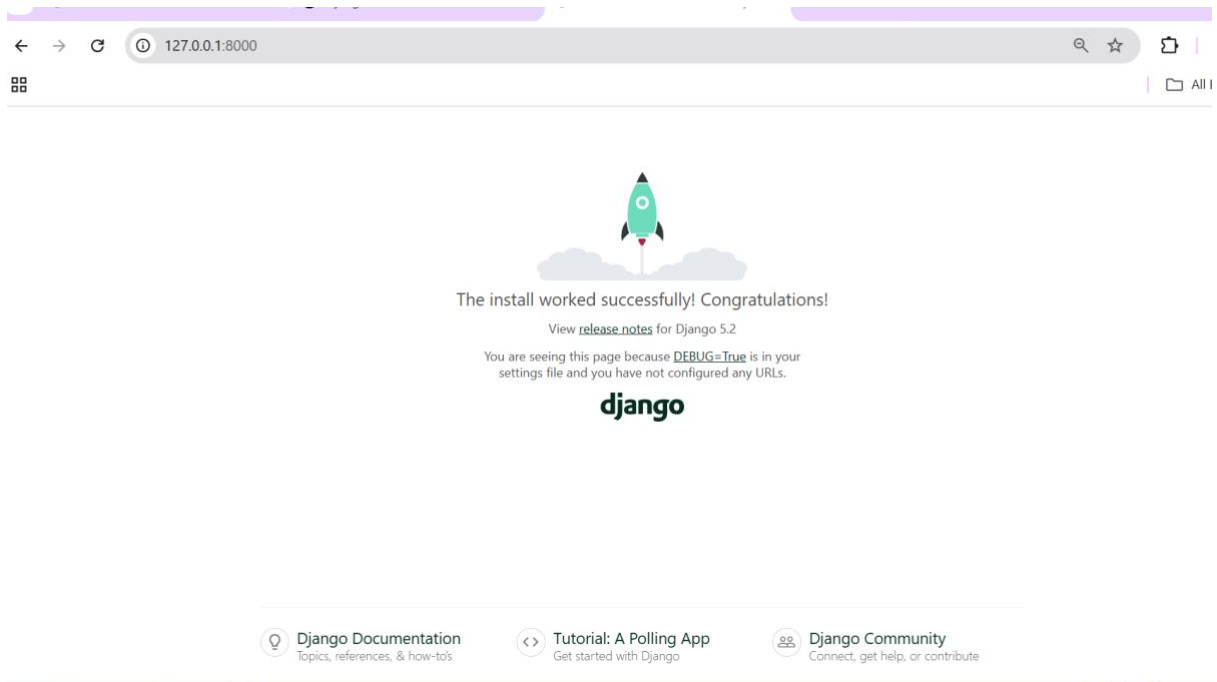 127.0.0.1:8000
All
The install worked successfully! Congratulations!
View release notes for Django 5.2
You are seeing this page because DEBUG=True is in your
settings file and you have not configured any URLs.
django
Django Documentation
Topics, references, & how-to's
Tutorial: A Polling App
Get started with Django
Django Community
Connect, get help, or contribute